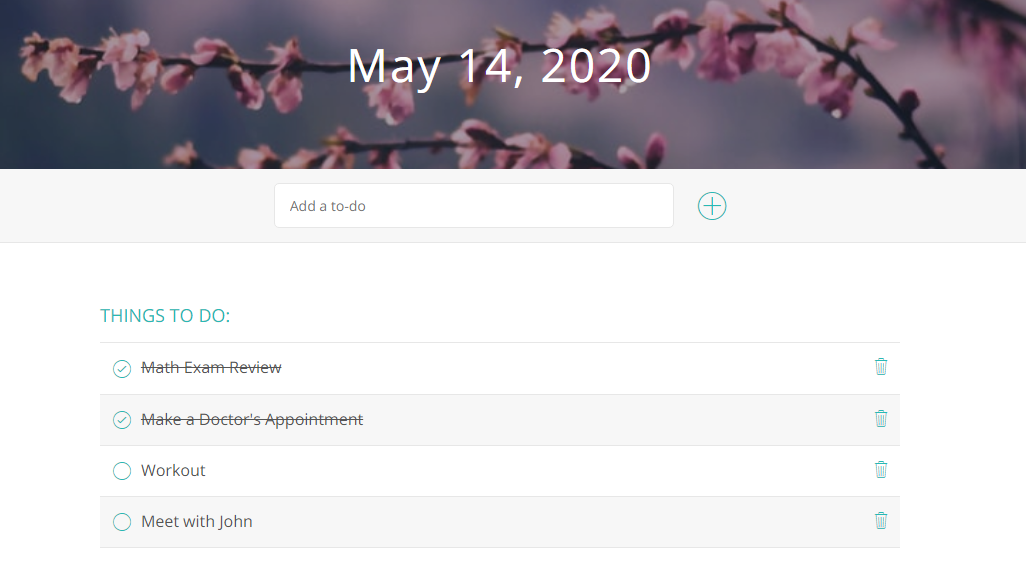 May 14, 2020
Add a to-do
THINGS TO DO:
Math Exam Review
Make a Doctor's Appointment
Workout
Meet with John